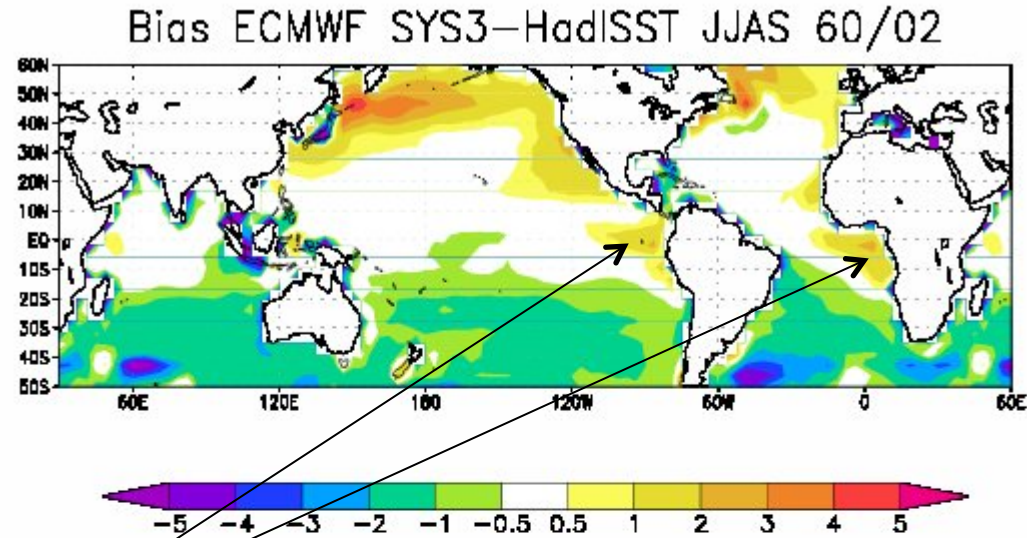 Bias ECMWF SYS3-HadISST JJAS 60/02
60N
50N
40N
30N
20N
10N
EQ
10S
20S
30S
40S
50S
60E 120E 180 120W 60W 0 60E
-5 -4 -3 -2 -1 -0.5 0.5 1 2 3 4 5